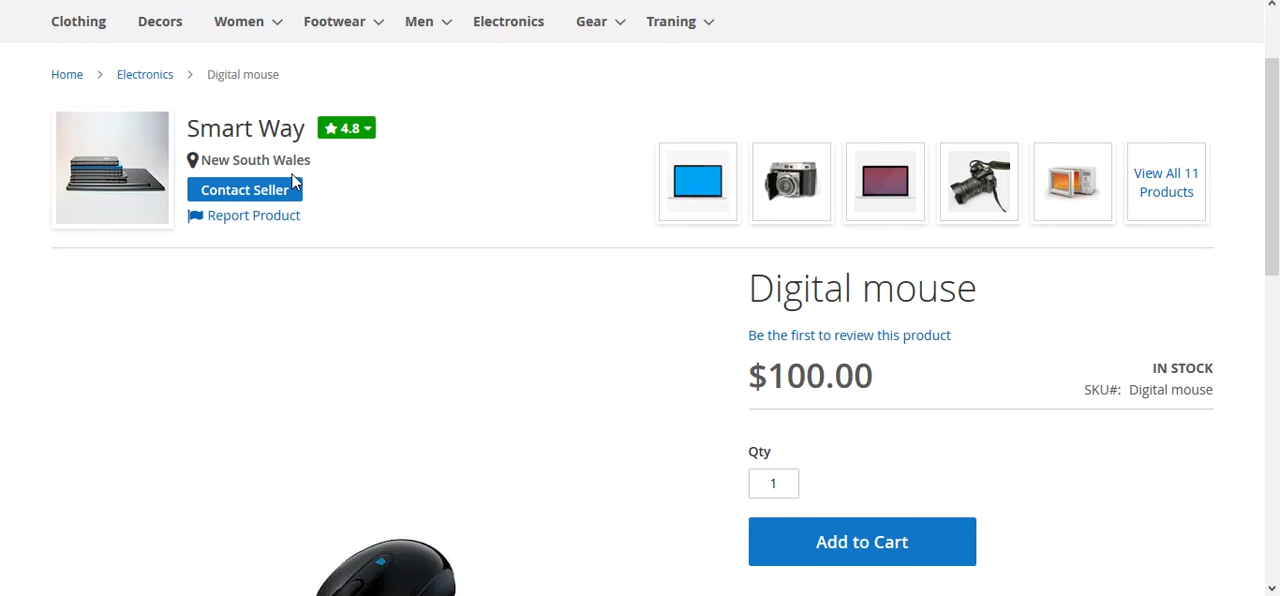 Clothing Decors Women Footwear Men Electronics Gear Traning
Home Electronics Digital mouse
Smart Way 4.8
New South Wales
Contact Seller
Report Product
View All 11
Products
Digital mouse
Be the first to review this product
$100.00
IN STOCK
SKU#: Digital mouse
Qty
1
Add to Cart